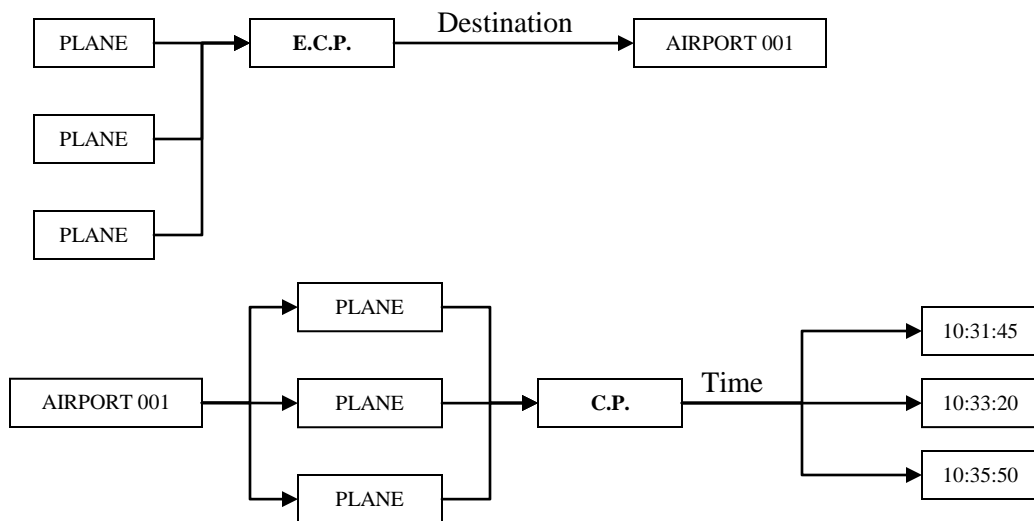 PLANE
E.C.P.
Destination
AIRPORT 001
PLANE
PLANE
PLANE
10:31:45
AIRPORT 001
PLANE
C.P.
Time
10:33:20
PLANE
10:35:50